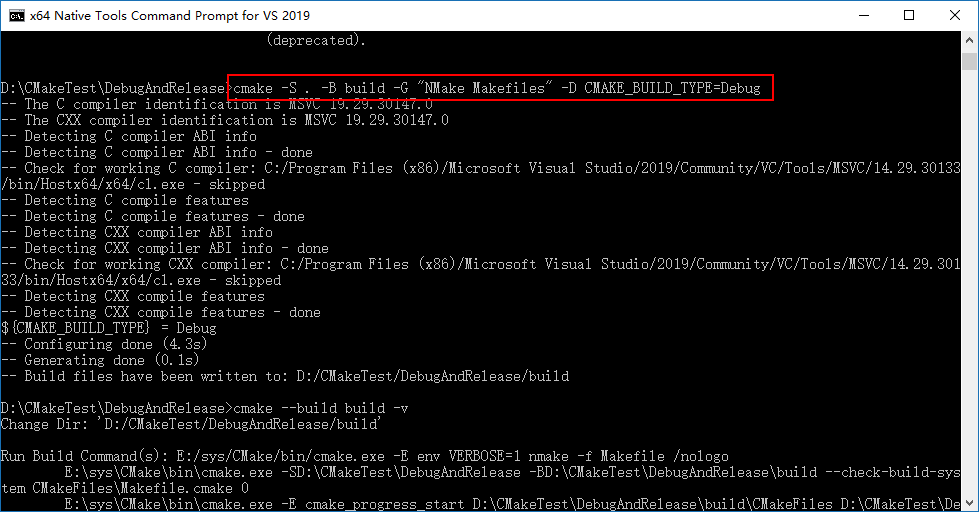 x64 Native Tools Command Prompt for VS 2019
(deprecated).
D:\CMakeTest\DebugAndRelease>cmake -S . -B build -G "NMake Makefiles" -D CMAKE_BUILD_TYPE=Debug
-- The C compiler identification is MSVC 19.29.30147.0
-- The CXX compiler identification is MSVC 19.29.30147.0
-- Detecting C compiler ABI info
-- Detecting C compiler ABI info - done
-- Check for working C compiler: C:/Program Files (x86)/Microsoft Visual Studio/2019/Community/VC/Tools/MSVC/14.29.30133
/bin/Hostx64/x64/cl.exe - skipped
-- Detecting C compile features
-- Detecting C compile features - done
-- Detecting CXX compiler ABI info
-- Detecting CXX compiler ABI info - done
-- Check for working CXX compiler: C:/Program Files (x86)/Microsoft Visual Studio/2019/Community/VC/Tools/MSVC/14.29.301
33/bin/Hostx64/x64/cl.exe - skipped
-- Detecting CXX compile features
-- Detecting CXX compile features - done
${CMAKE_BUILD_TYPE} = Debug
-- Configuring done (4.3s)
-- Generating done (0.1s)
-- Build files have been written to: D:/CMakeTest/DebugAndRelease/build
D:\CMakeTest\DebugAndRelease>cmake --build build -v
Change Dir: 'D:/CMakeTest/DebugAndRelease/build'
Run Build Command(s): E:/sys/CMake/bin/cmake.exe -E env VERBOSE=1 nmake -f Makefile /nologo
E:\sys\CMake\bin\cmake.exe -SD:\CMakeTest\DebugAndRelease -BD:\CMakeTest\DebugAndRelease\build --check-build-sys
tem CMakeFiles\Makefile.cmake 0
E:\sys\CMake\bin\cmake.exe -E cmake_progress_start D:\CMakeTest\DebugAndRelease\build\CMakeFiles D:\CMakeTest\De